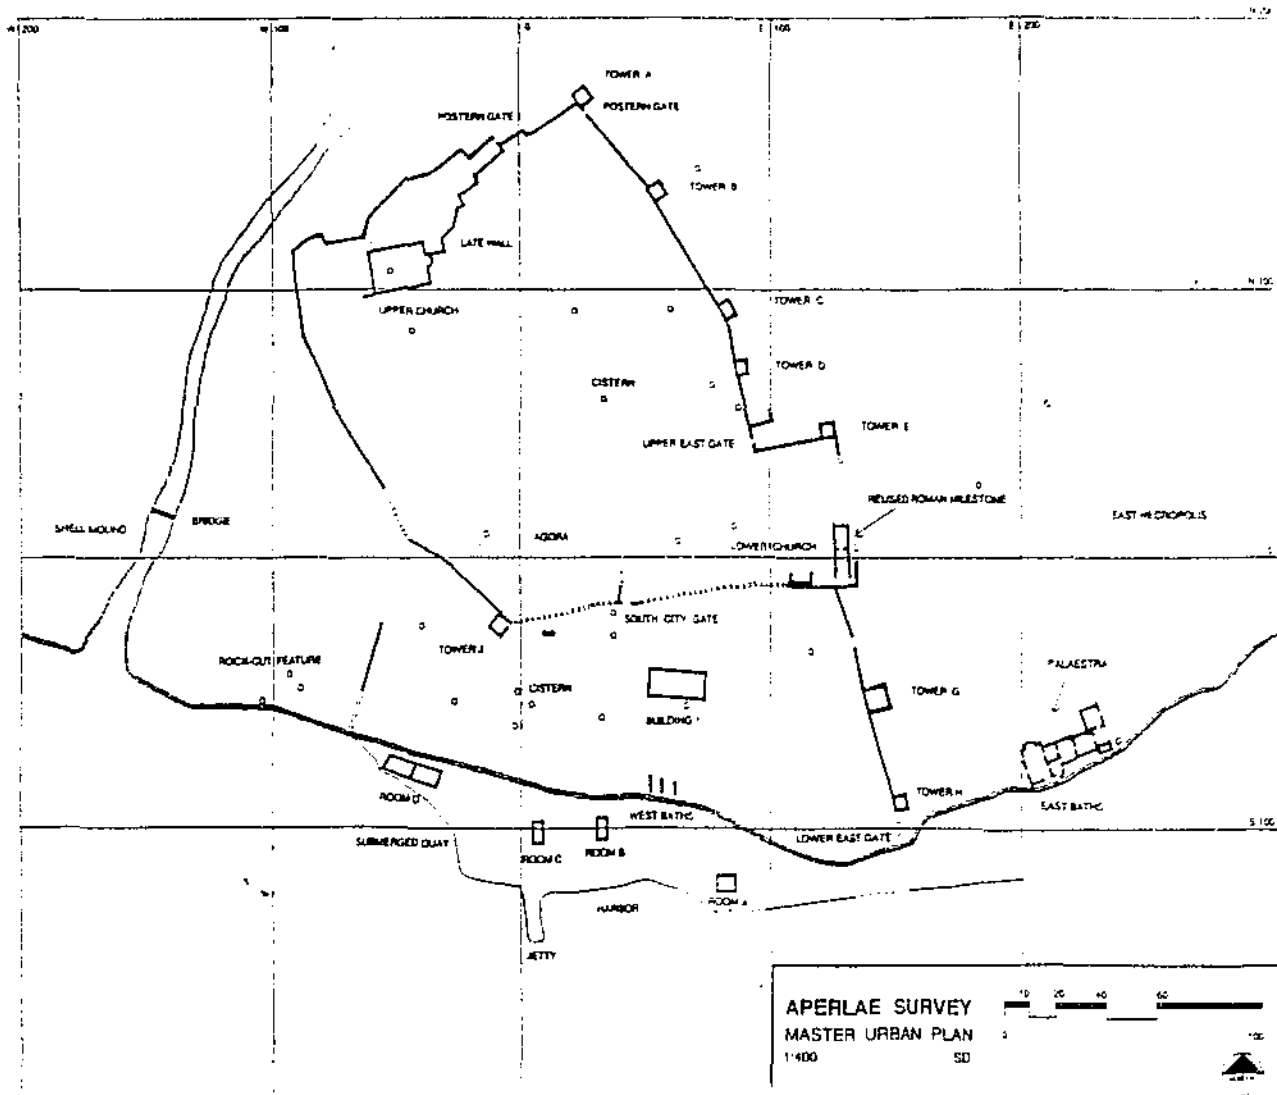 W 200
W 100
0
E 100
E 200
TOWER A
POSTERN GATE
POSTERN GATE
TOWER B
LATE WALL
N 100
UPPER CHURCH
TOWER C
TOWER D
CISTERN
UPPER EAST GATE
TOWER E
REUSED ROMAN MILESTONE
SHELL MOUND
BRIDGE
EAST NECROPOLIS
AGORA
LOWER CHURCH
SOUTH CITY GATE
TOWER J
ROCK-CUT FEATURE
PALAESTRA
CISTERN
TOWER G
BUILDING 1
ROOM D
TOWER H
EAST BATHS
WEST BATHS
S 100
LOWER EAST GATE
SUBMERGED QUAY
ROOM C
ROOM B
HARBOR
ROOM A
JETTY
APERLAE SURVEY
MASTER URBAN PLAN
1:400 SD
0 10 20 40 60 100